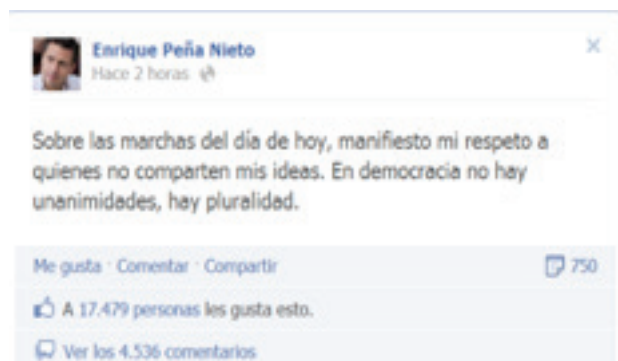 Enrique Peña Nieto
Hace 2 horas
Sobre las marchas del día de hoy, manifiesto mi respeto a
quienes no comparten mis ideas. En democracia no hay
unanimidades, hay pluralidad.
Me gusta · Comentar · Compartir 750
A 17.479 personas les gusta esto.
Ver los 4.536 comentarios